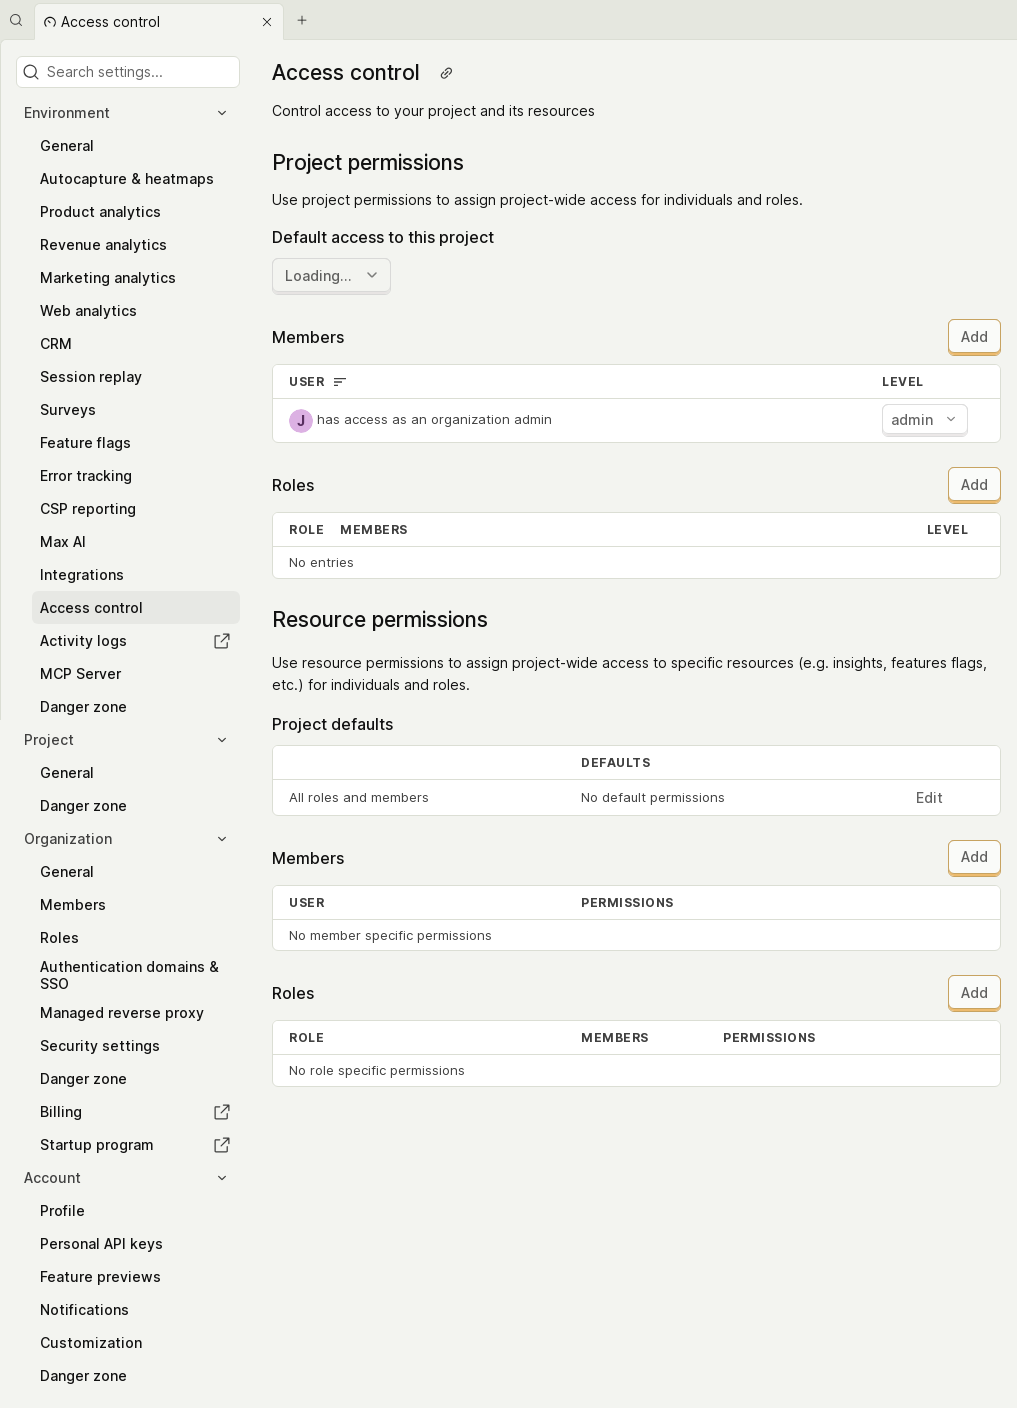 Access control
Search settings...
Environment
General
Autocapture & heatmaps
Product analytics
Revenue analytics
Marketing analytics
Web analytics
CRM
Session replay
Surveys
Feature flags
Error tracking
CSP reporting
Max AI
Integrations
Access control
Activity logs
MCP Server
Danger zone
Project
General
Danger zone
Organization
General
Members
Roles
Authentication domains &
SSO
Managed reverse proxy
Security settings
Danger zone
Billing
Startup program
Account
Profile
Personal API keys
Feature previews
Notifications
Customization
Danger zone
Access control
Control access to your project and its resources
Project permissions
Use project permissions to assign project-wide access for individuals and roles.
Default access to this project
Loading...
Members Add
USER LEVEL
J has access as an organization admin admin
Roles Add
ROLE MEMBERS LEVEL
No entries
Resource permissions
Use resource permissions to assign project-wide access to specific resources (e.g. insights, features flags,
etc.) for individuals and roles.
Project defaults
DEFAULTS
All roles and members No default permissions Edit
Members Add
USER PERMISSIONS
No member specific permissions
Roles Add
ROLE MEMBERS PERMISSIONS
No role specific permissions